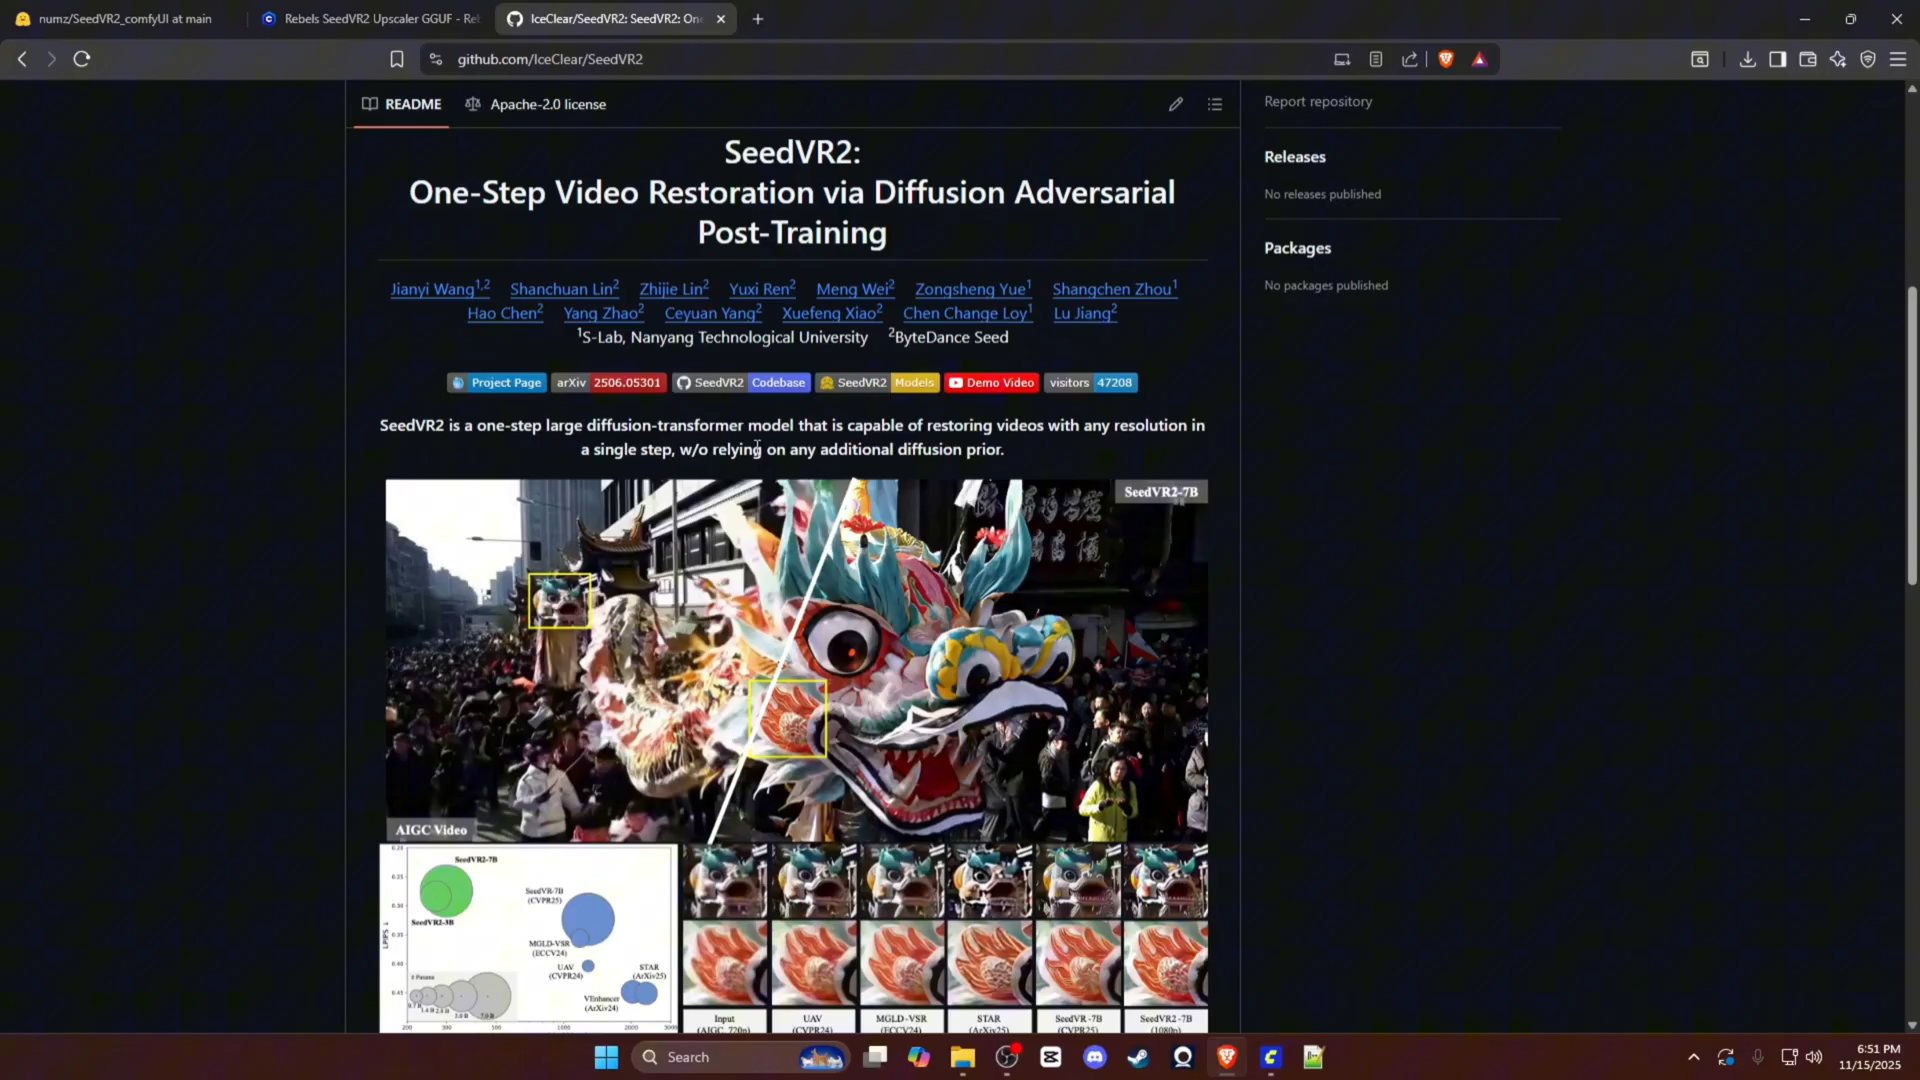 numz/SeedVR2_comfyUI at main
Rebels SeedVR2 Upscaler GGUF - Re
IceClear/SeedVR2: SeedVR2: On
github.com/IceClear/SeedVR2
README
Apache-2.0 license
Report repository
Releases
No releases published
Packages
No packages published
SeedVR2:
One-Step Video Restoration via Diffusion Adversarial
Post-Training
Jianyi Wang1,2 Shanchuan Lin2 Zhijie Lin2 Yuxi Ren2 Meng Wei2 Zongsheng Yue1 Shangchen Zhou1
Hao Chen2 Yang Zhao2 Ceyuan Yang2 Xuefeng Xiao2 Chen Change Loy1 Lu Jiang2
1S-Lab, Nanyang Technological University 2ByteDance Seed
Project Page arXiv 2506.05301 SeedVR2 Codebase SeedVR2 Models Demo Video visitors 47208
SeedVR2 is a one-step large diffusion-transformer model that is capable of restoring videos with any resolution in
a single step, w/o relying on any additional diffusion prior.
SeedVR2-7B
AIGC Video
SeedVR2-7B
SeedVR2-3B
SeedVR-7B
(CVPR25)
MGLD-VSR
(ECCV24)
UAV
(CVPR24)
STAR
(ArXiv25)
VEnhancer
(ArXiv24)
LPIPS ↓
Input
(AIGC, 720p)
UAV
(CVPR24)
MGLD-VSR
(ECCV24)
STAR
(ArXiv25)
SeedVR-7B
(CVPR25)
SeedVR2-7B
(1080p)
Search
6:51 PM
11/15/2025